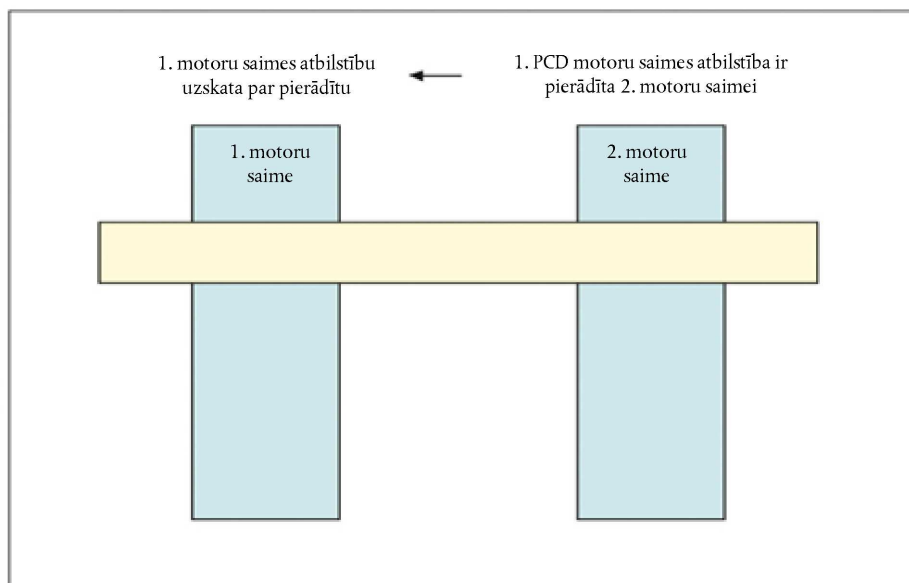 1. motoru saimes atbilstību
uzskata par pierādītu
1. PCD motoru saimes atbilstība ir
pierādīta 2. motoru saimei
1. motoru
saime
2. motoru
saime